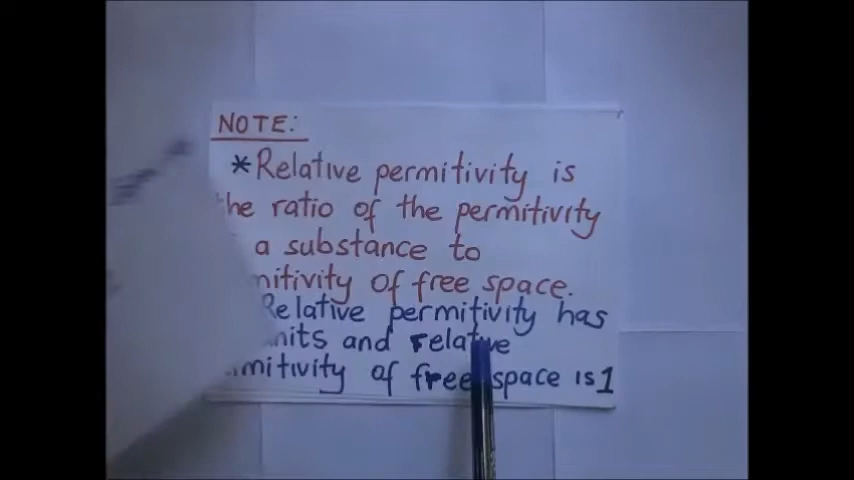 NOTE:
*Relative permitivity is
he ratio of the permitivity
a substance to
mitivity of free space.
Relative permitivity has
nits and relative
mitivity of free space is 1